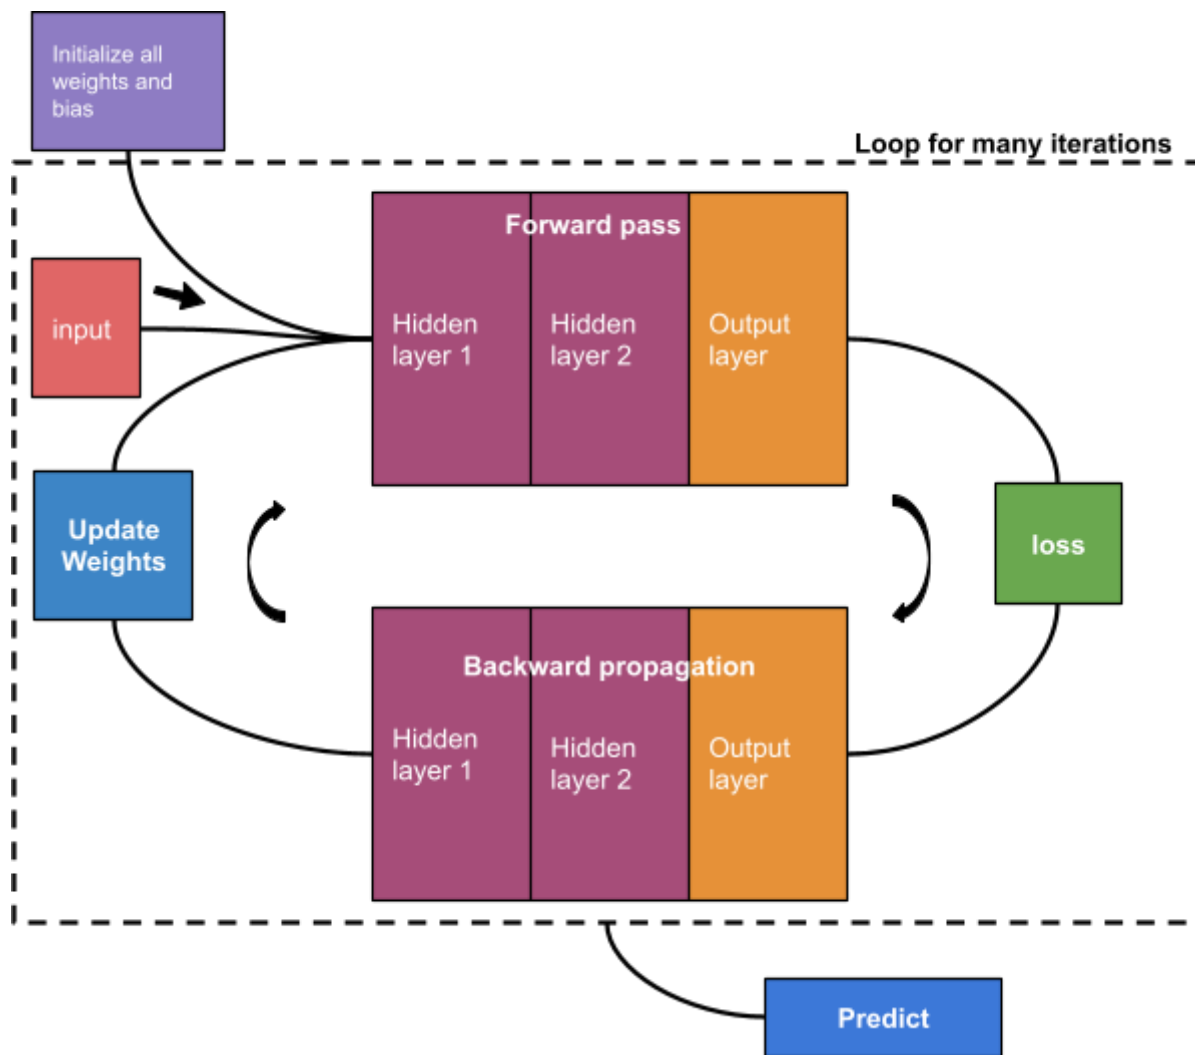 Initialize all
weights and
bias
Loop for many iterations
Forward pass
input
Hidden
layer 1
Hidden
layer 2
Output
layer
Update
Weights
loss
Backward propagation
Hidden
layer 1
Hidden
layer 2
Output
layer
Predict